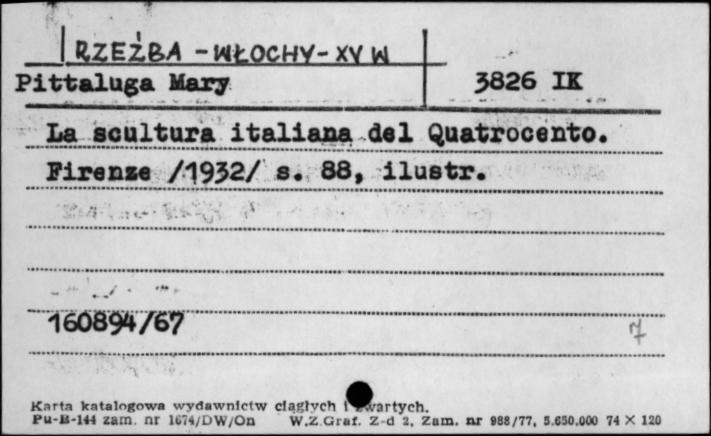 RZEŹBA - WŁOCHY - XV W
Pittaluga Mary
3826 IK
La scultura italiana del Quatrocento.
Firenze /1932/ s. 88, ilustr.
160894/67
7
Karta katalogowa wydawnictw ciągłych i zwartych.
Pu-B-144 zam. nr 1674/DW/On W.Z.Graf. Z-d 2, Zam. nr 988/77, 5.650.000 74 X 120